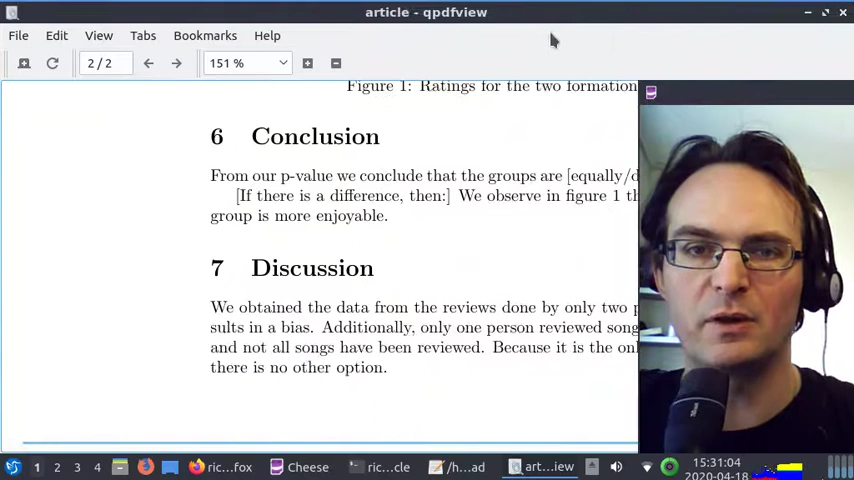 article - qpdfview
File Edit View Tabs Bookmarks Help
2 / 2 151 %
Figure 1: Ratings for the two formation
6 Conclusion
From our p-value we conclude that the groups are [equally/d
[If there is a difference, then:] We observe in figure 1 th
group is more enjoyable.
7 Discussion
We obtained the data from the reviews done by only two p
sults in a bias. Additionally, only one person reviewed song
and not all songs have been reviewed. Because it is the onl
there is no other option.
1 2 3 4 ric...fox Cheese ric...cle /h...ad art...iew 15:31:04
2020-04-18